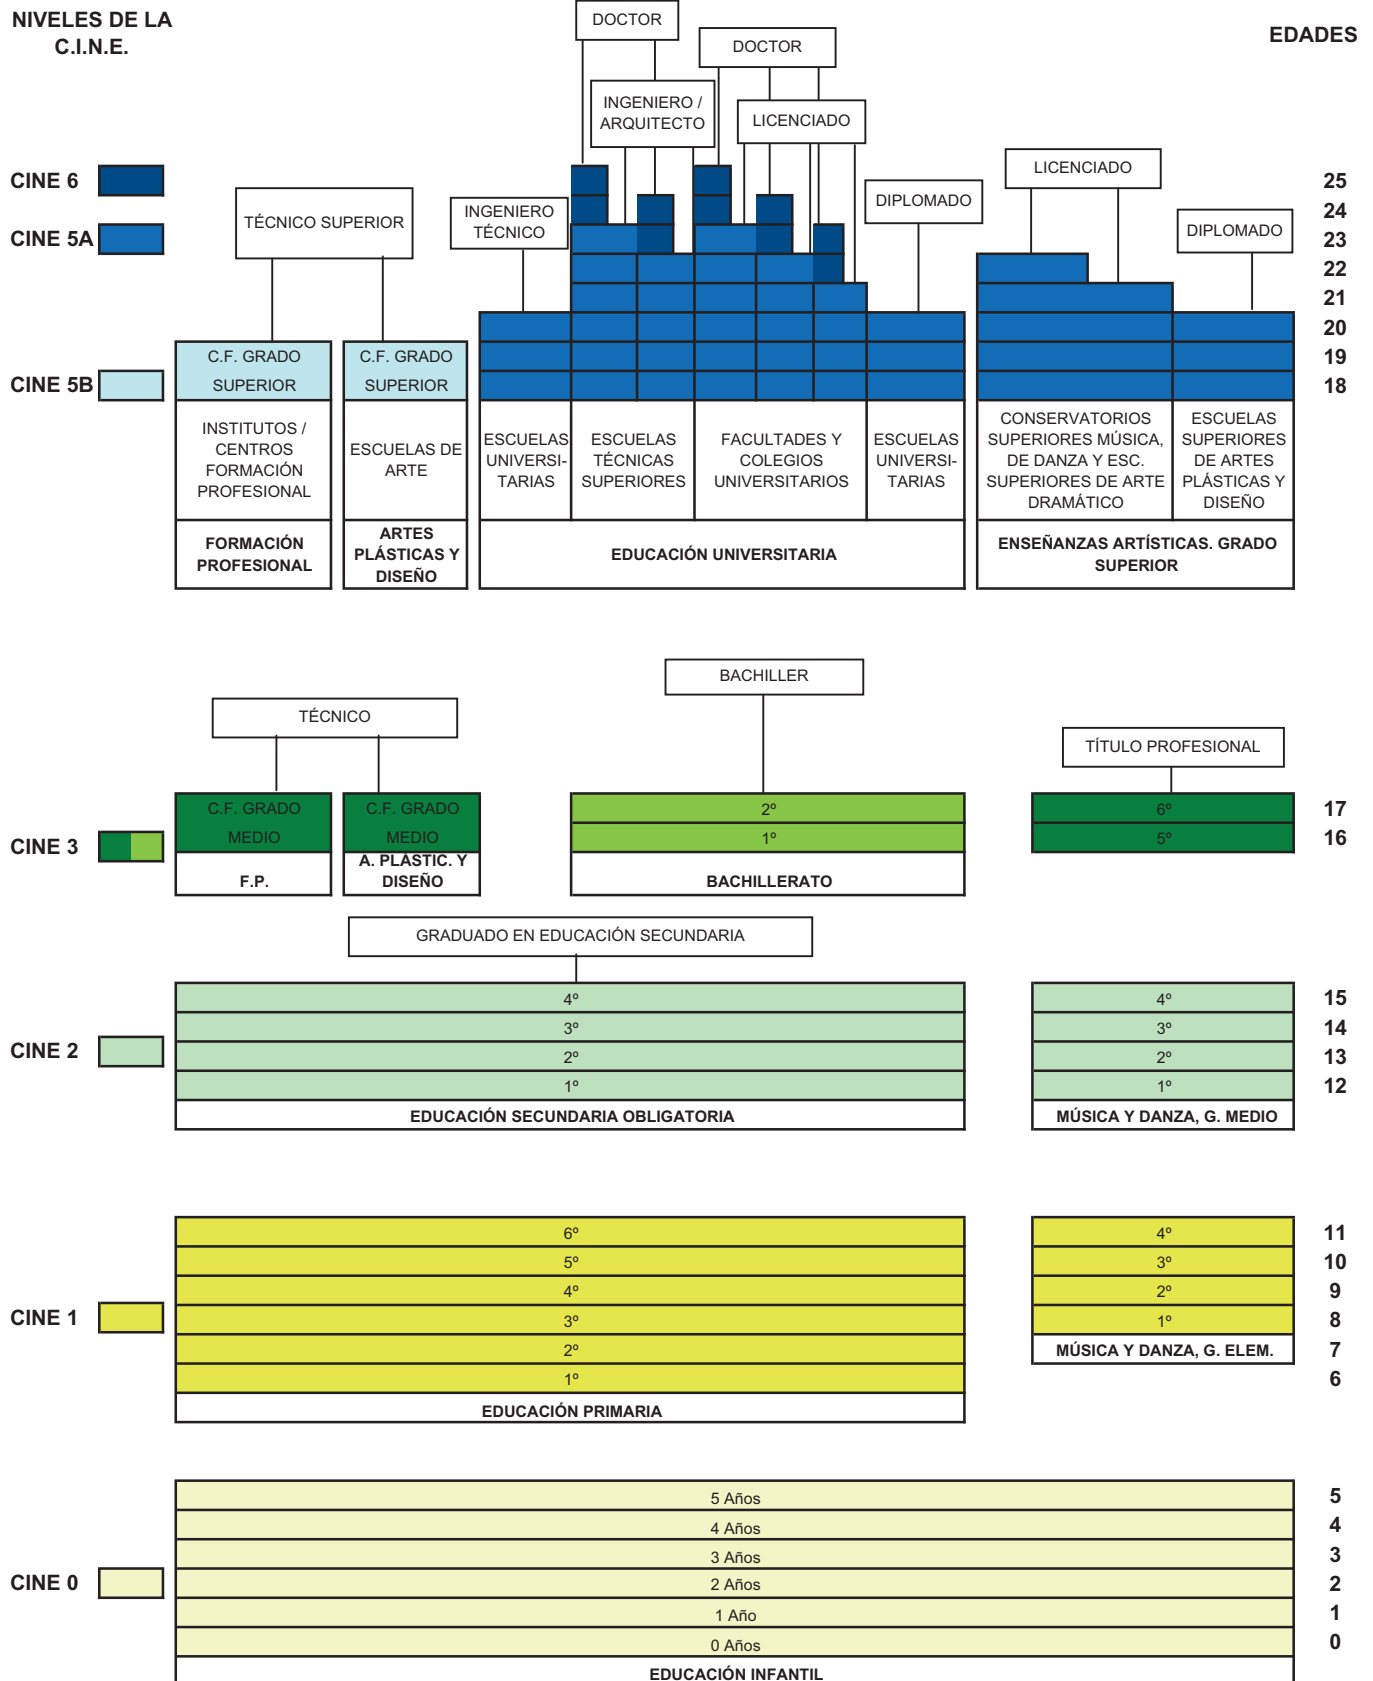 NIVELES DE LA
C.I.N.E.
EDADES
DOCTOR
DOCTOR
INGENIERO /
ARQUITECTO
LICENCIADO
LICENCIADO
CINE 6
25
TÉCNICO SUPERIOR
INGENIERO
TÉCNICO
DIPLOMADO
24
DIPLOMADO
CINE 5A
23
22
21
20
C.F. GRADO
SUPERIOR
C.F. GRADO
SUPERIOR
19
CINE 5B
18
INSTITUTOS /
CENTROS
FORMACIÓN
PROFESIONAL
ESCUELAS DE
ARTE
ESCUELAS
UNIVERSI-
TARIAS
ESCUELAS
TÉCNICAS
SUPERIORES
FACULTADES Y
COLEGIOS
UNIVERSITARIOS
ESCUELAS
UNIVERSI-
TARIAS
CONSERVATORIOS
SUPERIORES MÚSICA,
DE DANZA Y ESC.
SUPERIORES DE ARTE
DRAMÁTICO
ESCUELAS
SUPERIORES
DE ARTES
PLÁSTICAS Y
DISEÑO
FORMACIÓN
PROFESIONAL
ARTES
PLÁSTICAS Y
DISEÑO
EDUCACIÓN UNIVERSITARIA
ENSEÑANZAS ARTÍSTICAS. GRADO
SUPERIOR
BACHILLER
TÉCNICO
TÍTULO PROFESIONAL
C.F. GRADO
MEDIO
C.F. GRADO
MEDIO
2º
6º
17
1º
5º
16
CINE 3
F.P.
A. PLÁSTIC. Y
DISEÑO
BACHILLERATO
GRADUADO EN EDUCACIÓN SECUNDARIA
4º
4º
15
3º
3º
14
CINE 2
2º
2º
13
1º
1º
12
EDUCACIÓN SECUNDARIA OBLIGATORIA
MÚSICA Y DANZA, G. MEDIO
6º
4º
11
5º
3º
10
4º
2º
9
CINE 1
3º
1º
8
2º
MÚSICA Y DANZA, G. ELEM.
7
1º
6
EDUCACIÓN PRIMARIA
5 Años
5
4 Años
4
3 Años
3
CINE 0
2 Años
2
1 Año
1
0 Años
0
EDUCACIÓN INFANTIL